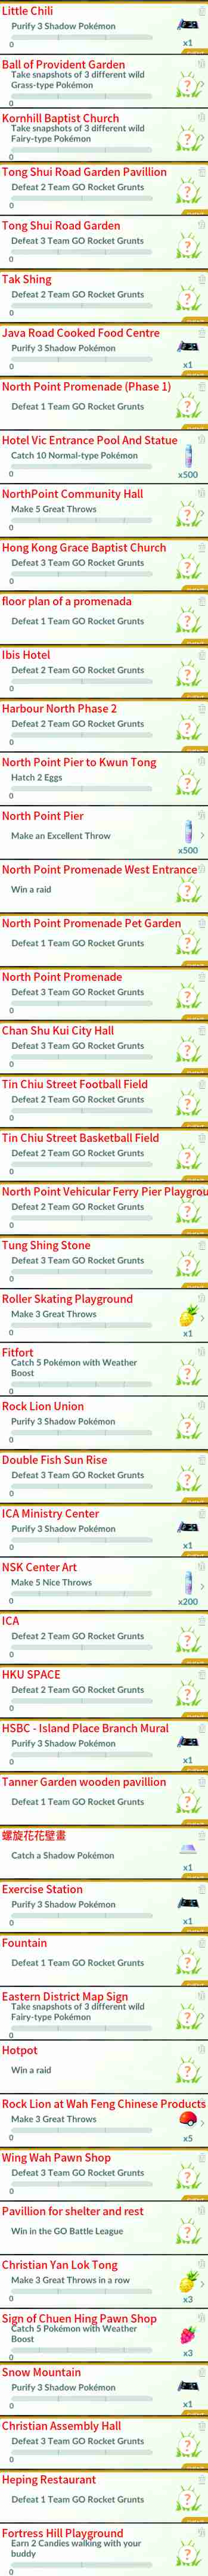 Little Chili
Purify 3 Shadow Pokémon
0
x1
Ball of Provident Garden
Take snapshots of 3 different wild
Grass-type Pokémon
?
0
Kornhill Baptist Church
Take snapshots of 3 different wild
Fairy-type Pokémon
?
0
Tong Shui Road Garden Pavillion
Defeat 2 Team GO Rocket Grunts
?
0
Tong Shui Road Garden
Defeat 3 Team GO Rocket Grunts
?
0
Tak Shing
Defeat 2 Team GO Rocket Grunts
?
0
Java Road Cooked Food Centre
Purify 3 Shadow Pokémon
0
x1
North Point Promenade (Phase 1)
Defeat 1 Team GO Rocket Grunts
?
Hotel Vic Entrance Pool And Statue
Catch 10 Normal-type Pokémon
0
x500
NorthPoint Community Hall
Make 5 Great Throws
?
0
Hong Kong Grace Baptist Church
Defeat 3 Team GO Rocket Grunts
?
0
floor plan of a promenada
Defeat 1 Team GO Rocket Grunts
?
Ibis Hotel
Defeat 2 Team GO Rocket Grunts
?
0
Harbour North Phase 2
Defeat 2 Team GO Rocket Grunts
?
0
North Point Pier to Kwun Tong
Hatch 2 Eggs
?
0
North Point Pier
Make an Excellent Throw
x500
North Point Promenade West Entrance
Win a raid
?
North Point Promenade Pet Garden
Defeat 1 Team GO Rocket Grunts
?
North Point Promenade
Defeat 3 Team GO Rocket Grunts
?
0
Chan Shu Kui City Hall
Defeat 3 Team GO Rocket Grunts
?
0
Tin Chiu Street Football Field
Defeat 2 Team GO Rocket Grunts
?
0
Tin Chiu Street Basketball Field
Defeat 2 Team GO Rocket Grunts
?
0
North Point Vehicular Ferry Pier Playgrou
Defeat 2 Team GO Rocket Grunts
?
0
Tung Shing Stone
Defeat 3 Team GO Rocket Grunts
?
0
Roller Skating Playground
Make 3 Great Throws
0
x1
Fitfort
Catch 5 Pokémon with Weather
Boost
?
0
Rock Lion Union
Purify 3 Shadow Pokémon
?
0
Double Fish Sun Rise
Defeat 3 Team GO Rocket Grunts
?
0
ICA Ministry Center
Purify 3 Shadow Pokémon
0
x1
NSK Center Art
Make 5 Nice Throws
0
x200
ICA
Defeat 2 Team GO Rocket Grunts
?
0
HKU SPACE
Defeat 2 Team GO Rocket Grunts
?
0
HSBC - Island Place Branch Mural
Purify 3 Shadow Pokémon
0
x1
Tanner Garden wooden pavillion
Defeat 1 Team GO Rocket Grunts
?
螺旋花花壁畫
Catch a Shadow Pokémon
x1
Exercise Station
Purify 3 Shadow Pokémon
0
x1
Fountain
Defeat 1 Team GO Rocket Grunts
?
Eastern District Map Sign
Take snapshots of 3 different wild
Fairy-type Pokémon
?
0
Hotpot
Win a raid
?
Rock Lion at Wah Feng Chinese Products
Make 3 Great Throws
0
x5
Wing Wah Pawn Shop
Defeat 3 Team GO Rocket Grunts
?
0
Pavillion for shelter and rest
Win in the GO Battle League
?
Christian Yan Lok Tong
Make 3 Great Throws in a row
0
x3
Sign of Chuen Hing Pawn Shop
Catch 5 Pokémon with Weather
Boost
0
x3
Snow Mountain
Purify 3 Shadow Pokémon
0
x1
Christian Assembly Hall
Defeat 3 Team GO Rocket Grunts
?
0
Heping Restaurant
Defeat 1 Team GO Rocket Grunts
?
Fortress Hill Playground
Earn 2 Candies walking with your
buddy
?
0